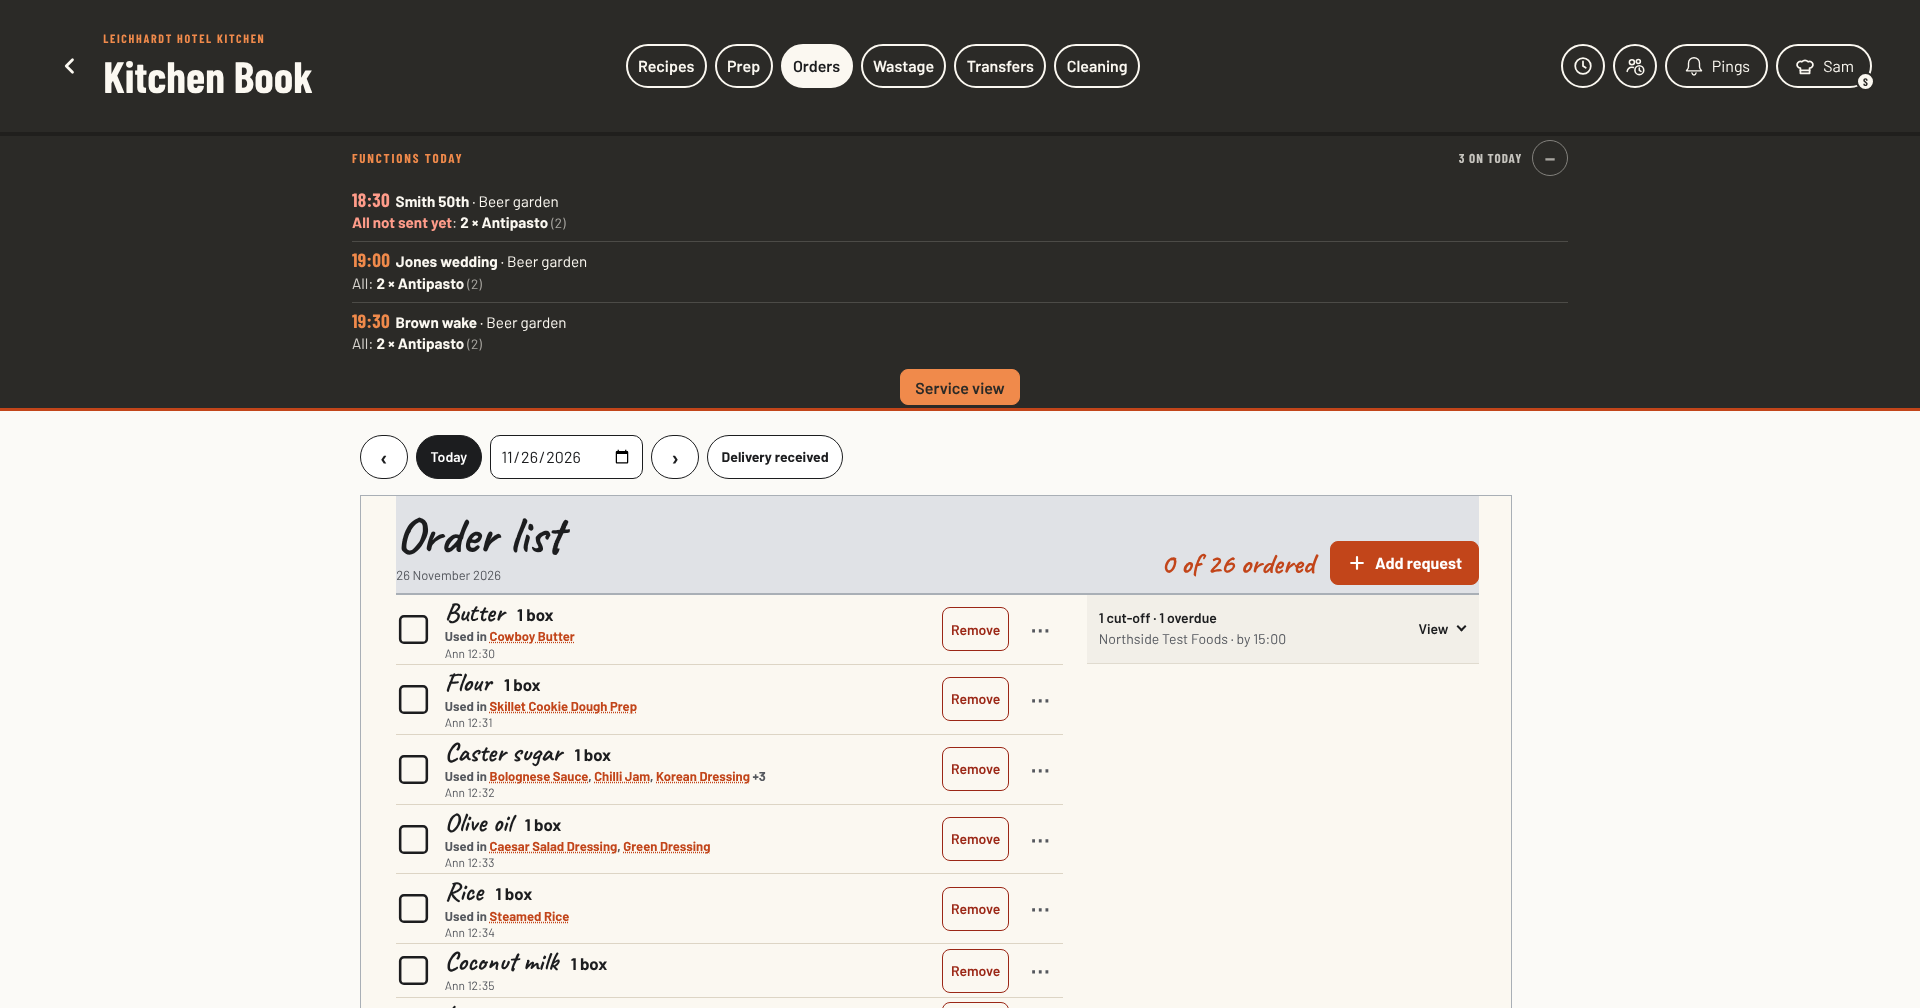 LEICHHARDT HOTEL KITCHEN
Kitchen Book
Recipes Prep Orders Wastage Transfers Cleaning
Pings Sam $
FUNCTIONS TODAY 3 ON TODAY –
18:30 Smith 50th · Beer garden
All not sent yet: 2 × Antipasto (2)
19:00 Jones wedding · Beer garden
All: 2 × Antipasto (2)
19:30 Brown wake · Beer garden
All: 2 × Antipasto (2)
Service view
‹ Today 11/26/2026 › Delivery received
Order list
26 November 2026
0 of 26 ordered + Add request
Butter 1 box
Used in Cowboy Butter
Ann 12:30
Remove ...
1 cut-off · 1 overdue
Northside Test Foods · by 15:00
View
Flour 1 box
Used in Skillet Cookie Dough Prep
Ann 12:31
Remove ...
Caster sugar 1 box
Used in Bolognese Sauce, Chilli Jam, Korean Dressing +3
Ann 12:32
Remove ...
Olive oil 1 box
Used in Caesar Salad Dressing, Green Dressing
Ann 12:33
Remove ...
Rice 1 box
Used in Steamed Rice
Ann 12:34
Remove ...
Coconut milk 1 box
Ann 12:35
Remove ...